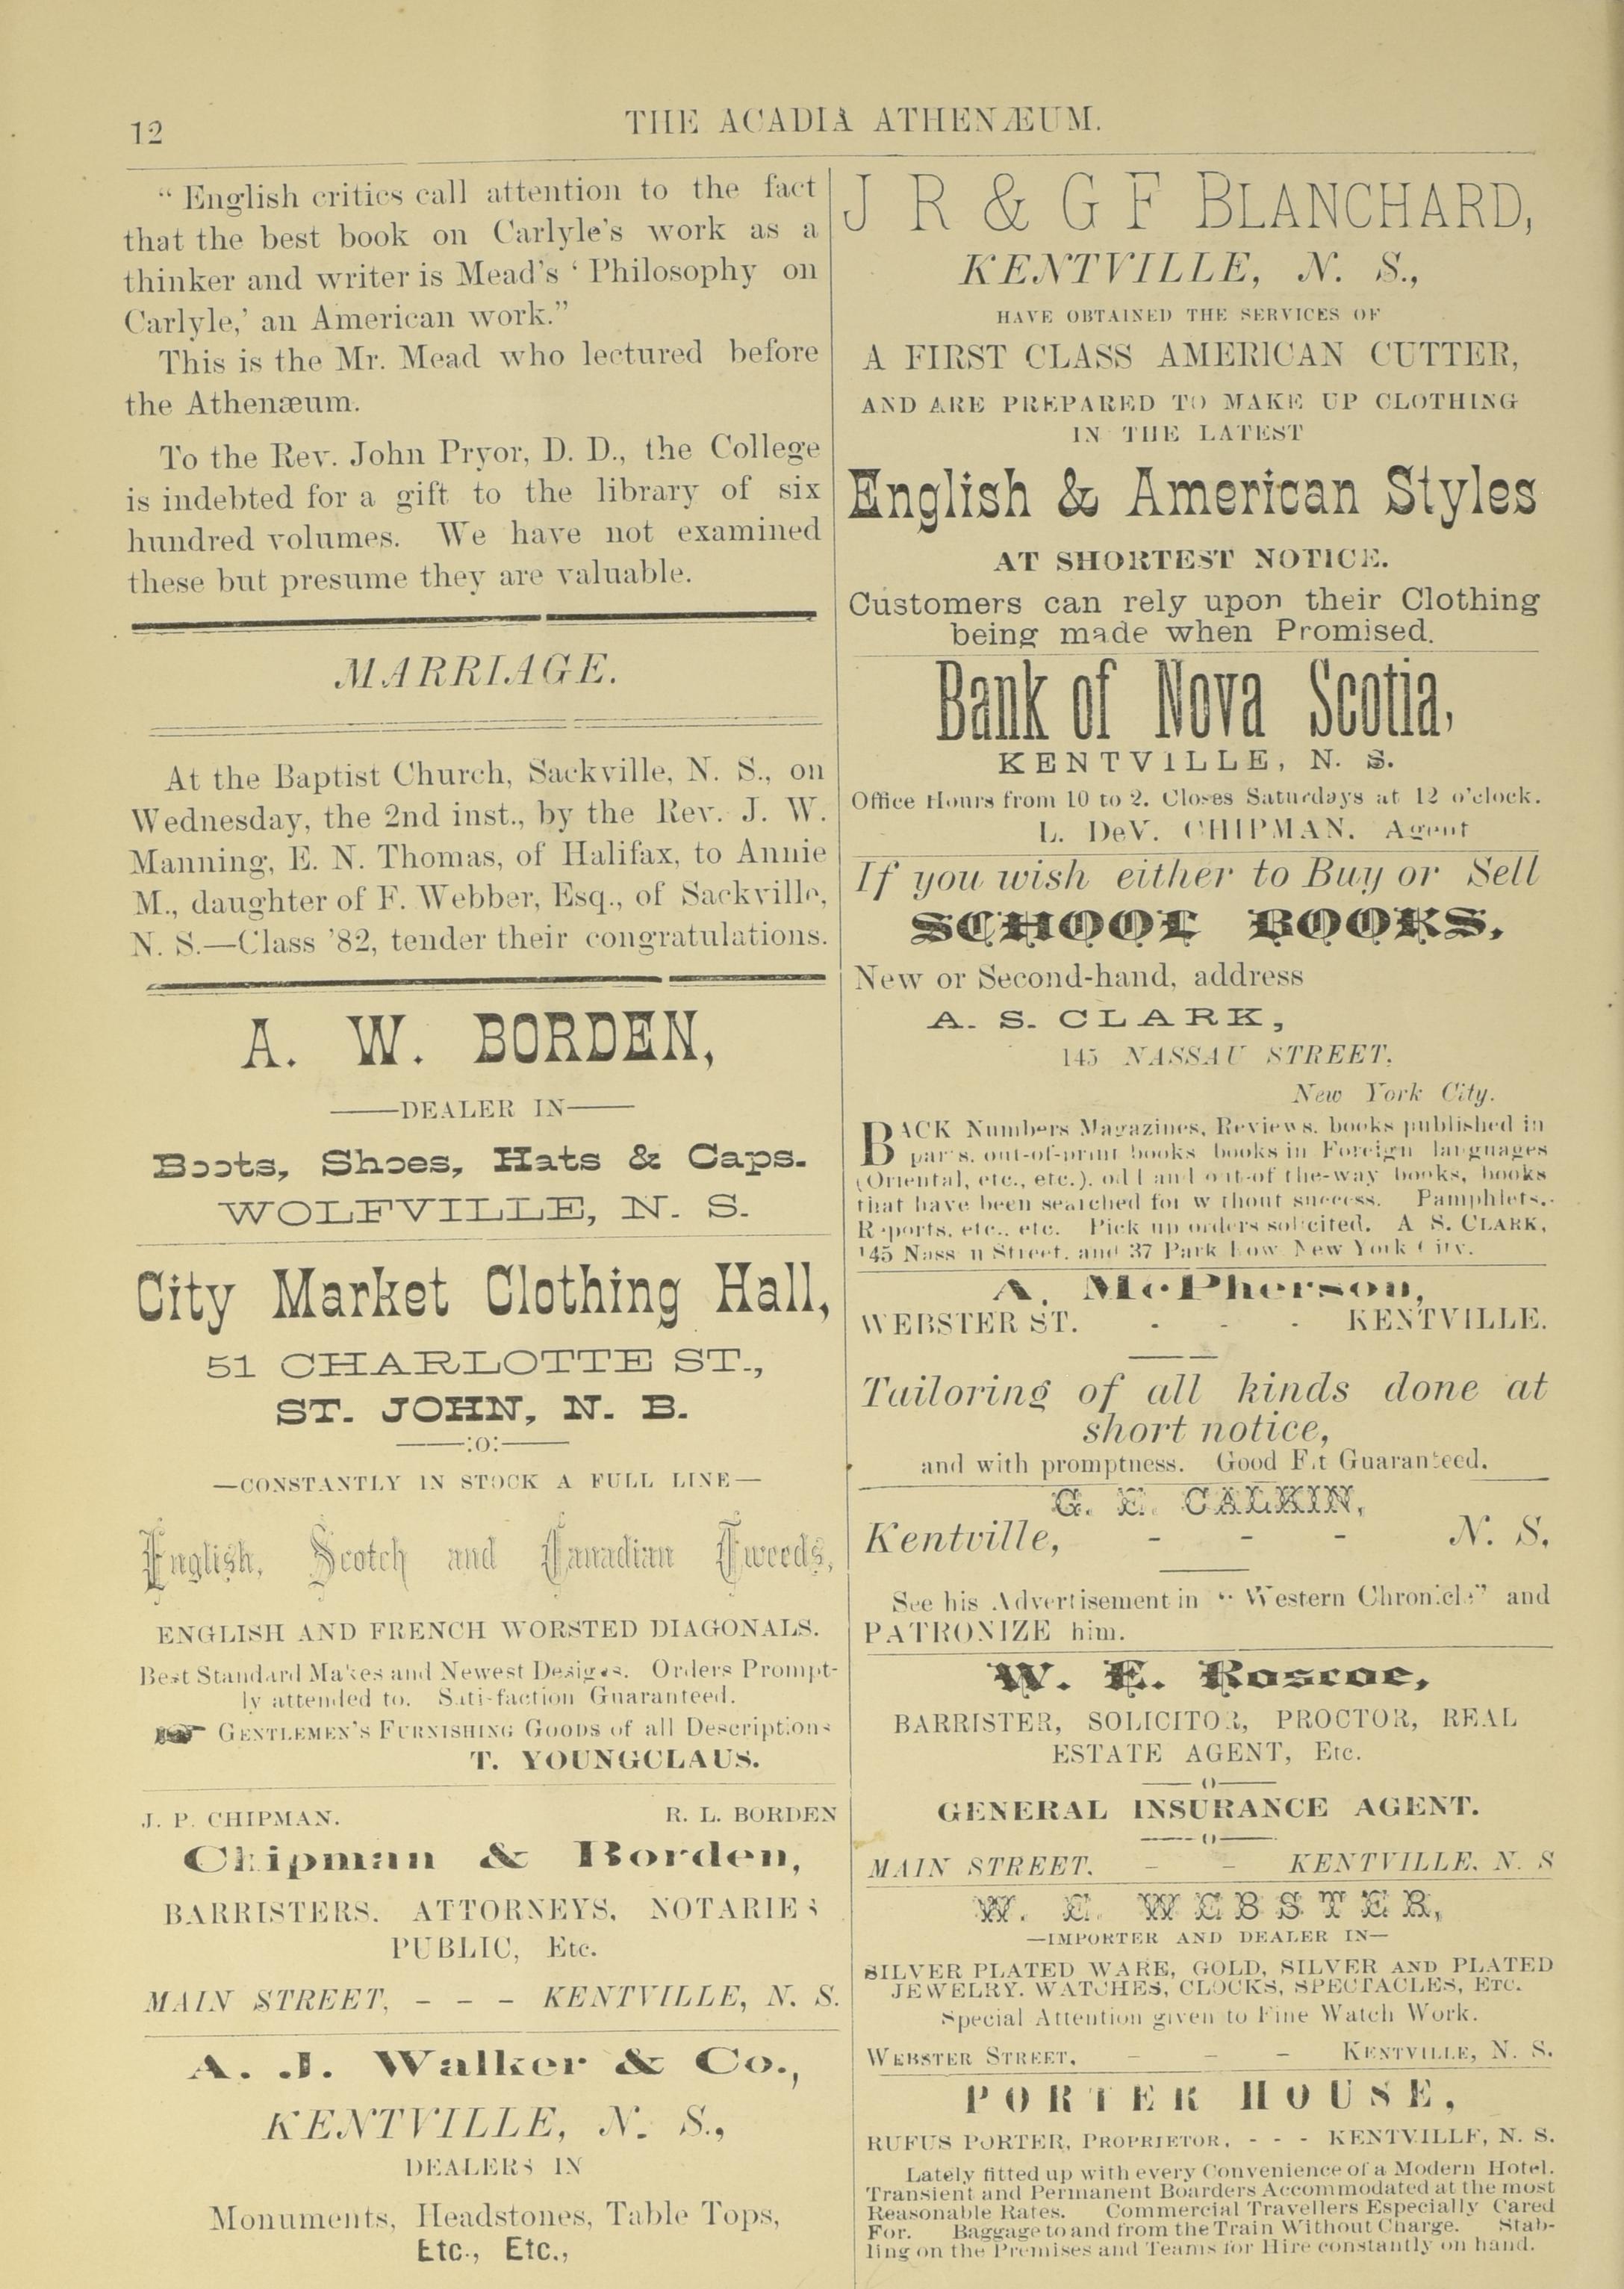 12
THE ACADIA ATHENÆUM.
“ English critics call attention to the fact
that the best book on Carlyle's work as a
thinker and writer is Mead's ‘ Philosophy on
Carlyle,’ an American work.”
This is the Mr. Mead who lectured before
the Athenæum.
To the Rev. John Pryor, D. D., the College
is indebted for a gift to the library of six
hundred volumes. We have not examined
these but presume they are valuable.
MARRIAGE.
At the Baptist Church, Sackville, N. S., on
Wednesday, the 2nd inst., by the Rev. J. W.
Manning, E. N. Thomas, of Halifax, to Annie
M., daughter of F. Webber, Esq., of Sackville,
N. S.—Class '82, tender their congratulations.
A. W. BORDEN,
——DEALER IN——
Boots, Shoes, Hats & Caps.
WOLFVILLE, N. S.
City Market Clothing Hall,
51 CHARLOTTE ST.,
ST. JOHN, N. B.
——:o:——
—CONSTANTLY IN STOCK A FULL LINE—
English, Scotch and Canadian Tweeds,
ENGLISH AND FRENCH WORSTED DIAGONALS.
Best Standard Makes and Newest Designs. Orders Prompt-
ly attended to. Satisfaction Guaranteed.
☛ GENTLEMEN'S FURNISHING GOODS of all Descriptions
T. YOUNGCLAUS.
J. P. CHIPMAN. R. L. BORDEN
Chipman & Borden,
BARRISTERS. ATTORNEYS, NOTARIES
PUBLIC, Etc.
MAIN STREET, - - - KENTVILLE, N. S.
A. J. Walker & Co.,
KENTVILLE, N. S.,
DEALERS IN
Monuments, Headstones, Table Tops,
Etc., Etc.,
J R & G F BLANCHARD,
KENTVILLE, N. S.,
HAVE OBTAINED THE SERVICES OF
A FIRST CLASS AMERICAN CUTTER,
AND ARE PREPARED TO MAKE UP CLOTHING
IN THE LATEST
English & American Styles
AT SHORTEST NOTICE.
Customers can rely upon their Clothing
being made when Promised.
Bank of Nova Scotia,
KENTVILLE, N. S.
Office Hours from 10 to 2. Closes Saturdays at 12 o'clock.
L. DeV. CHIPMAN. Agent
If you wish either to Buy or Sell
SCHOOL BOOKS,
New or Second-hand, address
A. S. CLARK,
145 NASSAU STREET,
New York City.
BACK Numbers Magazines, Reviews. books published in
parts. out-of-print books books in Foreign languages
(Oriental, etc., etc.). odd and out-of the-way books, books
that have been searched for without success. Pamphlets,
Reports, etc., etc. Pick up orders solicited. A S. CLARK,
145 Nassau Street. and 37 Park Row New York City.
A. McPherson,
WEBSTER ST. - - - KENTVILLE.
Tailoring of all kinds done at
short notice,
and with promptness. Good Fit Guaranteed.
G. E. CALKIN,
Kentville, - - - N. S.
See his Advertisement in “ Western Chronicle” and
PATRONIZE him.
W. E. Roscoe,
BARRISTER, SOLICITOR, PROCTOR, REAL
ESTATE AGENT, Etc.
——o——
GENERAL INSURANCE AGENT.
——o——
MAIN STREET. - - KENTVILLE. N. S
W. E. WEBSTER,
—IMPORTER AND DEALER IN—
SILVER PLATED WARE, GOLD, SILVER AND PLATED
JEWELRY. WATCHES, CLOCKS, SPECTACLES, ETC.
Special Attention given to Fine Watch Work.
WEBSTER STREET, - - - KENTVILLE, N. S.
PORTER HOUSE,
RUFUS PORTER, PROPRIETOR, - - - KENTVILLE, N. S.
Lately fitted up with every Convenience of a Modern Hotel.
Transient and Permanent Boarders Accommodated at the most
Reasonable Rates. Commercial Travellers Especially Cared
For. Baggage to and from the Train Without Charge. Stab-
ling on the Premises and Teams for Hire constantly on hand.